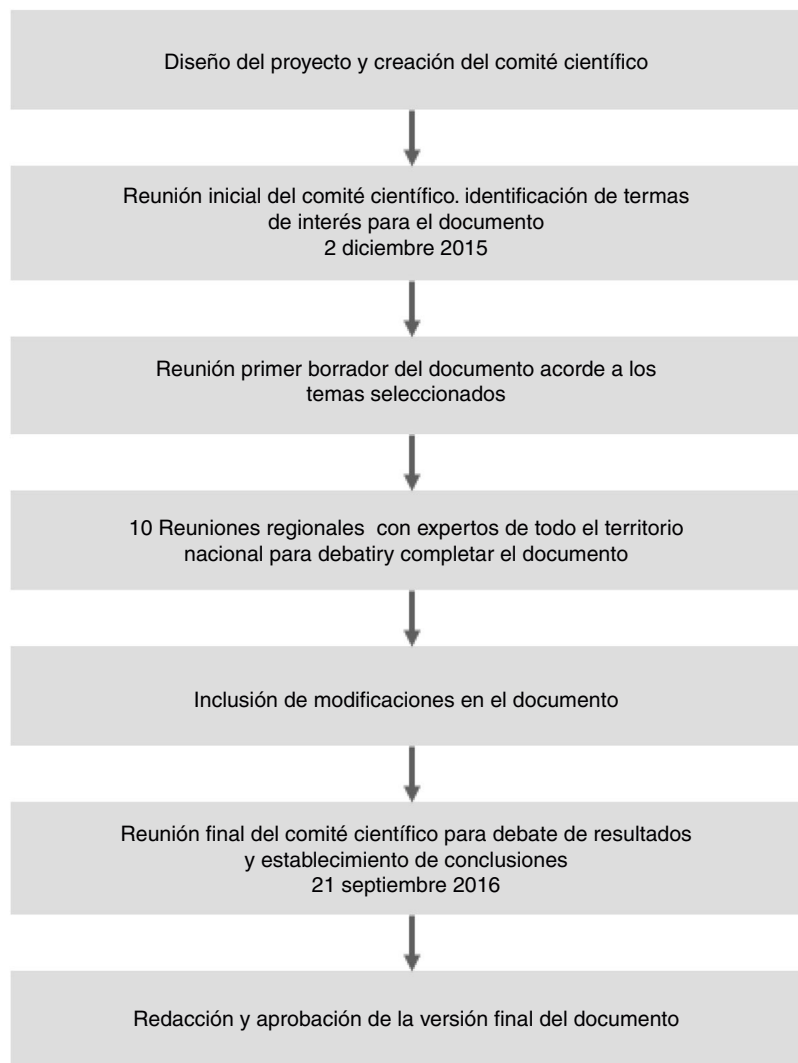 Diseño del proyecto y creación del comité científico
Reunión inicial del comité científico. identificación de termas
de interés para el documento
2 diciembre 2015
Reunión primer borrador del documento acorde a los
temas seleccionados
10 Reuniones regionales con expertos de todo el territorio
nacional para debatiry completar el documento
Inclusión de modificaciones en el documento
Reunión final del comité científico para debate de resultados
y establecimiento de conclusiones
21 septiembre 2016
Redacción y aprobación de la versión final del documento